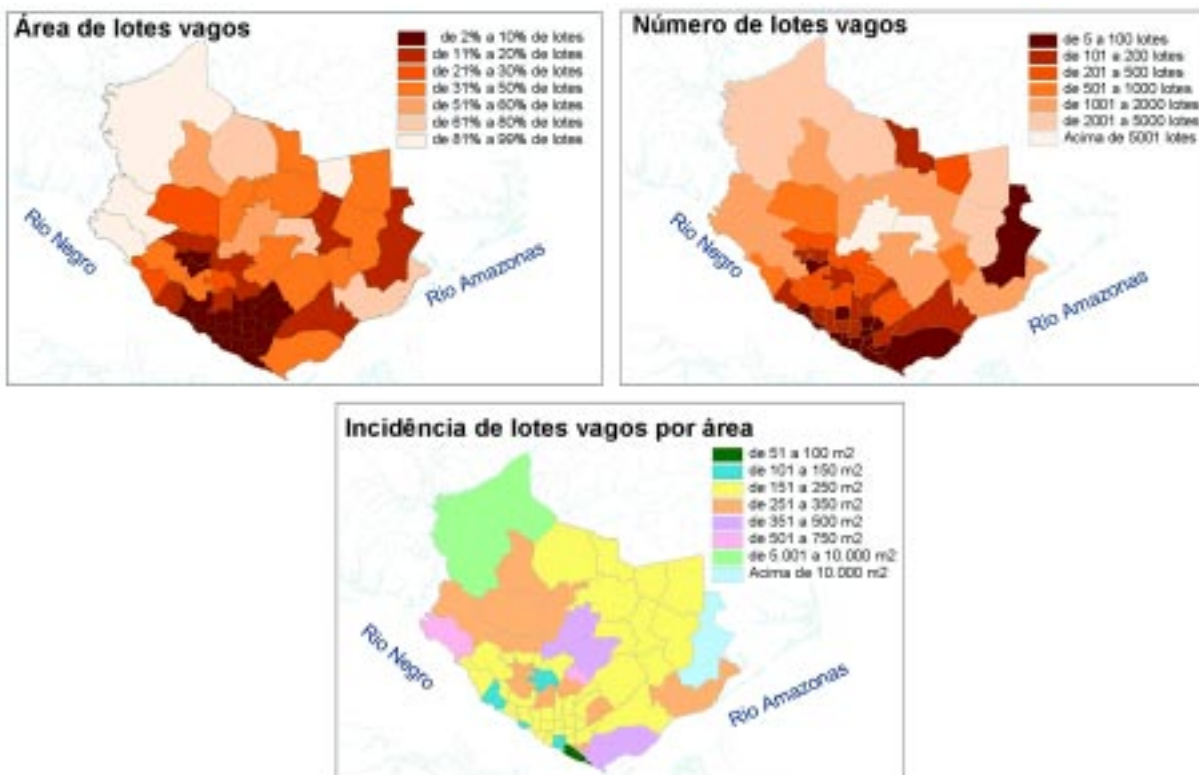 Área de lotes vagos
de 2% a 10% de lotes
de 11% a 20% de lotes
de 21% a 30% de lotes
de 31% a 50% de lotes
de 51% a 60% de lotes
de 61% a 80% de lotes
de 81% a 99% de lotes
Rio Negro
Rio Amazonas
Número de lotes vagos
de 5 a 100 lotes
de 101 a 200 lotes
de 201 a 500 lotes
de 501 a 1000 lotes
de 1001 a 2000 lotes
de 2001 a 5000 lotes
Acima de 5001 lotes
Rio Negro
Rio Amazonas
Incidência de lotes vagos por área
de 51 a 100 m2
de 101 a 150 m2
de 151 a 250 m2
de 251 a 350 m2
de 351 a 500 m2
de 501 a 750 m2
de 5.001 a 10.000 m2
Acima de 10.000 m2
Rio Negro
Rio Amazonas